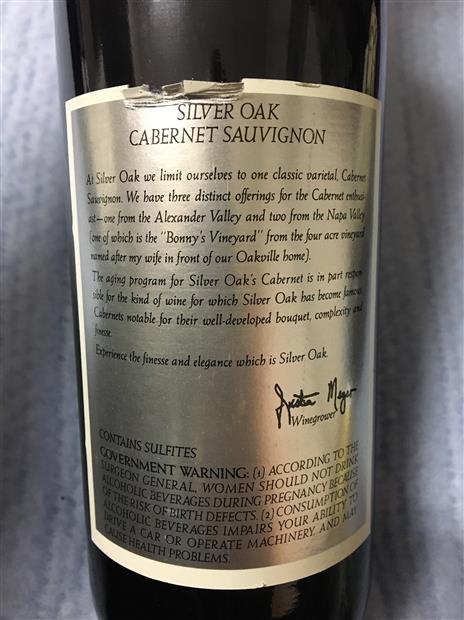 SILVER OAK
CABERNET SAUVIGNON
At Silver Oak we limit ourselves to one classic varietal, Cabernet
Sauvignon. We have three distinct offerings for the Cabernet enthusi-
ast—one from the Alexander Valley and two from the Napa Valley
(one of which is the "Bonny's Vineyard" from the four acre vineyard
named after my wife in front of our Oakville home).
The aging program for Silver Oak's Cabernet is in part respon-
sible for the kind of wine for which Silver Oak has become famous
Cabernets notable for their well-developed bouquet, complexity and
finesse.
Experience the finesse and elegance which is Silver Oak.
Justin Meyer
Winegrower
CONTAINS SULFITES
GOVERNMENT WARNING: (1) ACCORDING TO THE
SURGEON GENERAL, WOMEN SHOULD NOT DRINK
ALCOHOLIC BEVERAGES DURING PREGNANCY BECAUSE
OF THE RISK OF BIRTH DEFECTS. (2) CONSUMPTION OF
ALCOHOLIC BEVERAGES IMPAIRS YOUR ABILITY TO
DRIVE A CAR OR OPERATE MACHINERY, AND MAY
CAUSE HEALTH PROBLEMS.